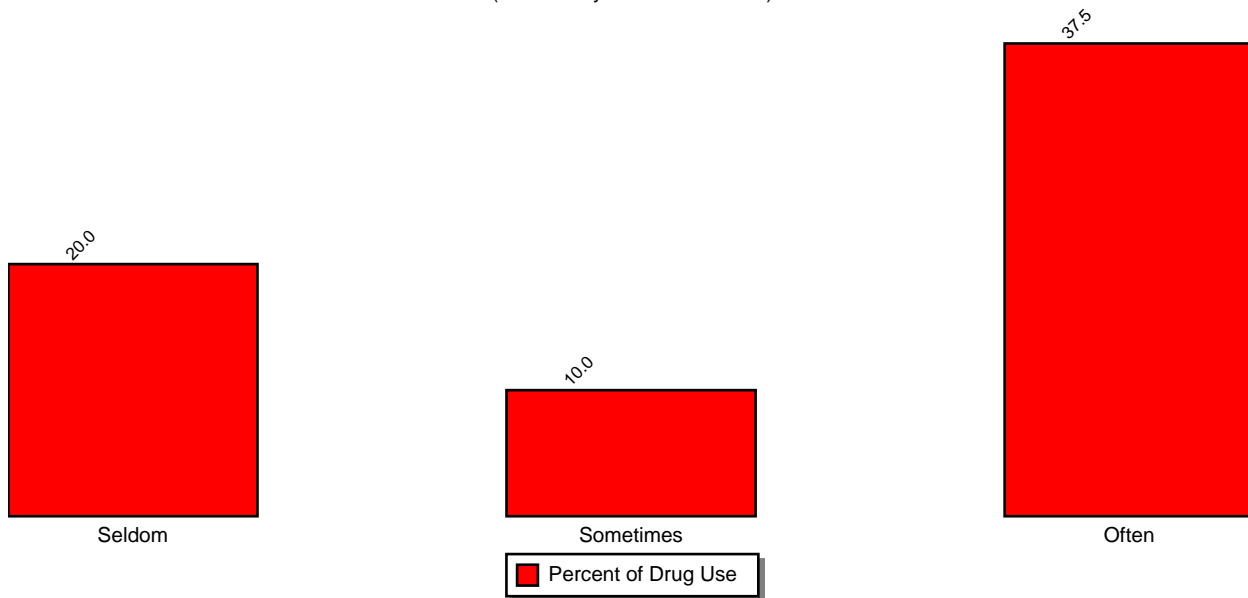 37.5
20.0
10.0
Seldom
Sometimes
Often
Percent of Drug Use